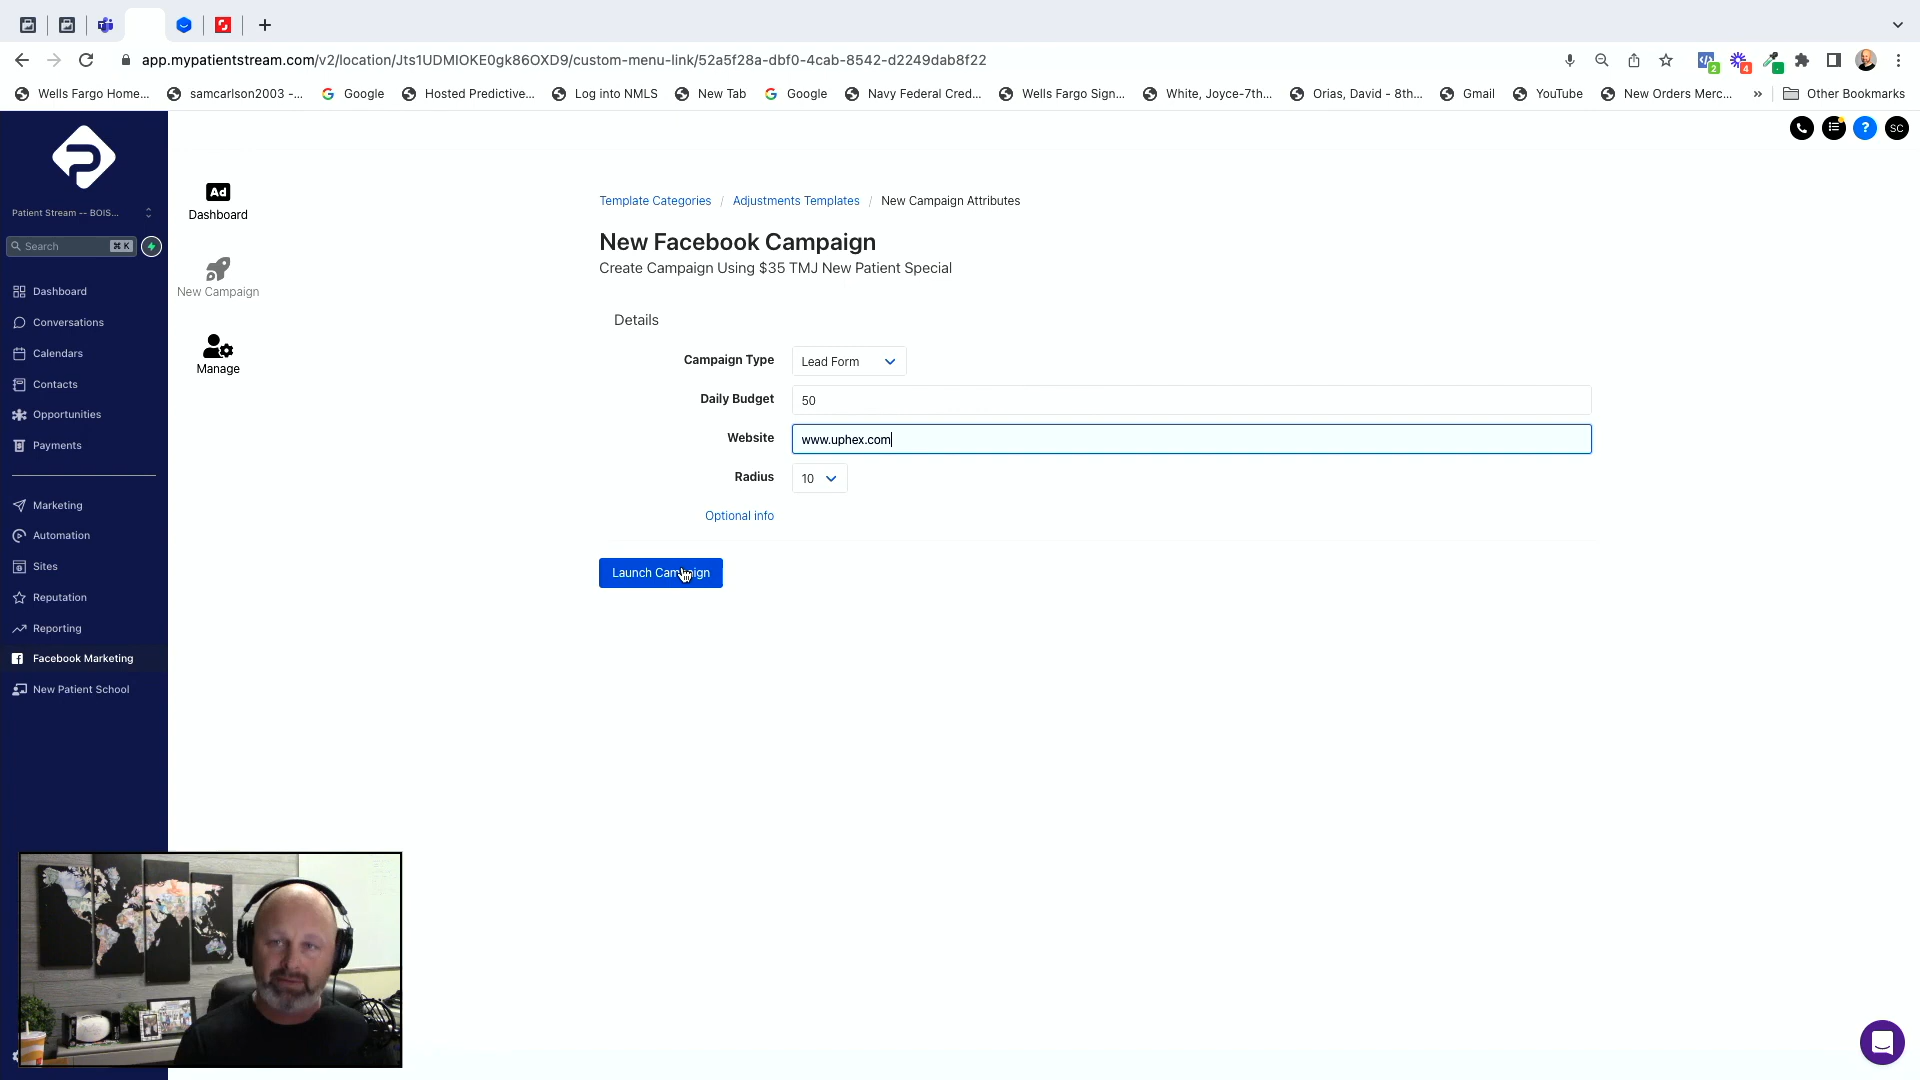 app.mypatientstream.com/v2/location/Jts1UDMIOKE0gk86OXD9/custom-menu-link/52a5f28a-dbf0-4cab-8542-d2249dab8f22
2
4
Wells Fargo Home...
samcarlson2003 -...
Google
Hosted Predictive...
Log into NMLS
New Tab
Google
Navy Federal Cred...
Wells Fargo Sign...
White, Joyce-7th...
Orias, David - 8th...
Gmail
YouTube
New Orders Merc...
»
Other Bookmarks
?
SC
Patient Stream -- BOIS...
Search
⌘ K
Dashboard
Conversations
Calendars
Contacts
Opportunities
Payments
Marketing
Automation
Sites
Reputation
Reporting
Facebook Marketing
New Patient School
Ad
Dashboard
New Campaign
Manage
Template Categories / Adjustments Templates / New Campaign Attributes
New Facebook Campaign
Create Campaign Using $35 TMJ New Patient Special
Details
Campaign Type
Lead Form
Daily Budget
50
Website
www.uphex.com
Radius
10
Optional info
Launch Campaign